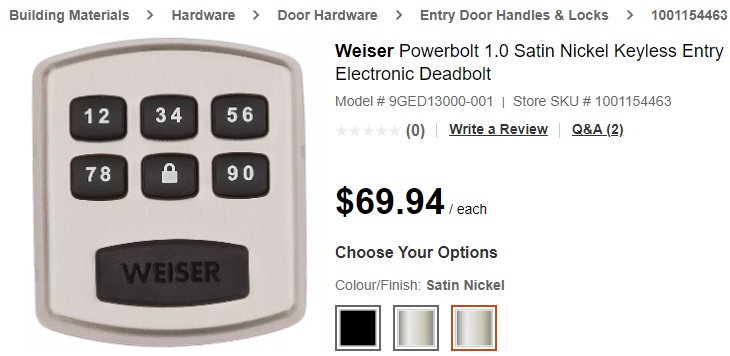 Building Materials > Hardware > Door Hardware > Entry Door Handles & Locks > 1001154463
12 34 56
78 90
WEISER
Weiser Powerbolt 1.0 Satin Nickel Keyless Entry
Electronic Deadbolt
Model # 9GED13000-001 | Store SKU # 1001154463
(0) Write a Review Q&A (2)
$69.94 / each
Choose Your Options
Colour/Finish: Satin Nickel